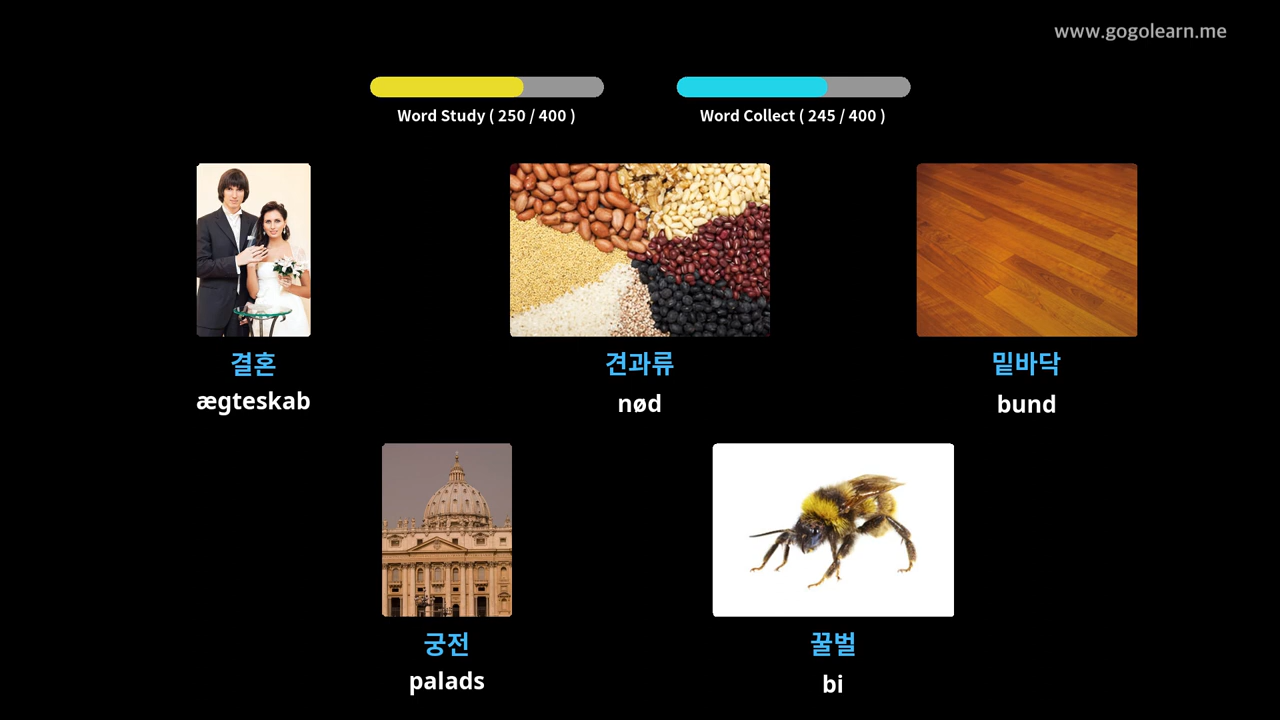 www.gogolearn.me
Word Study ( 250 / 400 )
Word Collect ( 245 / 400 )
결혼
ægteskab
견과류
nød
밑바닥
bund
궁전
palads
꿀벌
bi